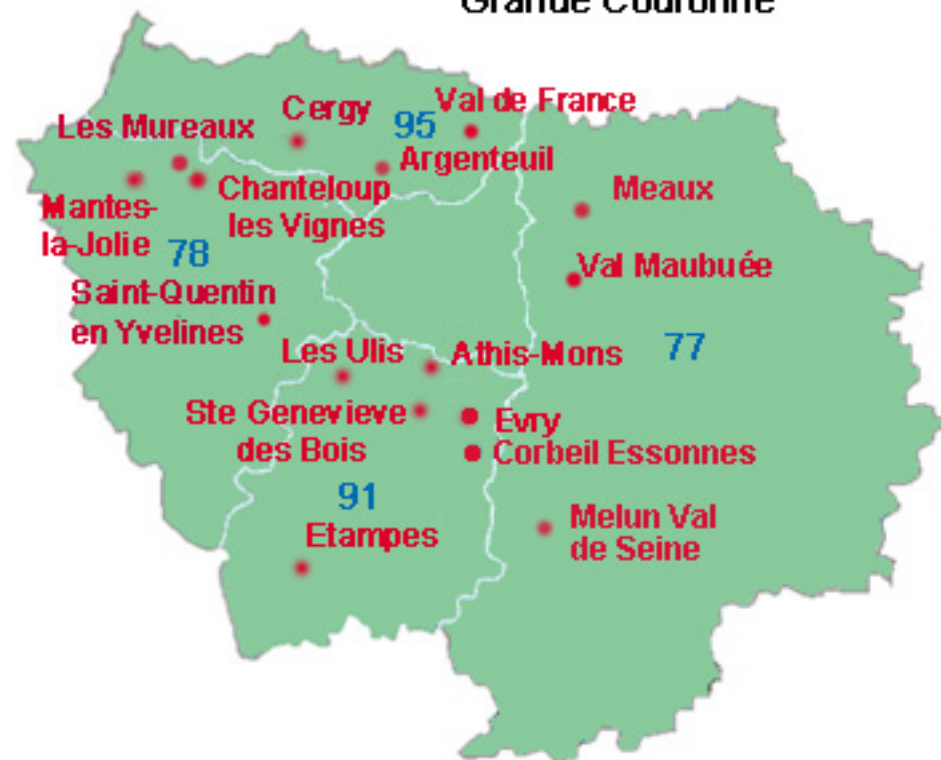 Grande Couronne
Cergy
95
Val de France
Les Mureaux
Argenteuil
Chanteloup
les Vignes
Meaux
Mantes-
la-Jolie
78
Val Maubuée
Saint-Quentin
en Yvelines
Les Ulis
Athis-Mons
77
Ste Genevieve
des Bois
Evry
Corbeil Essonnes
91
Etampes
Melun Val
de Seine